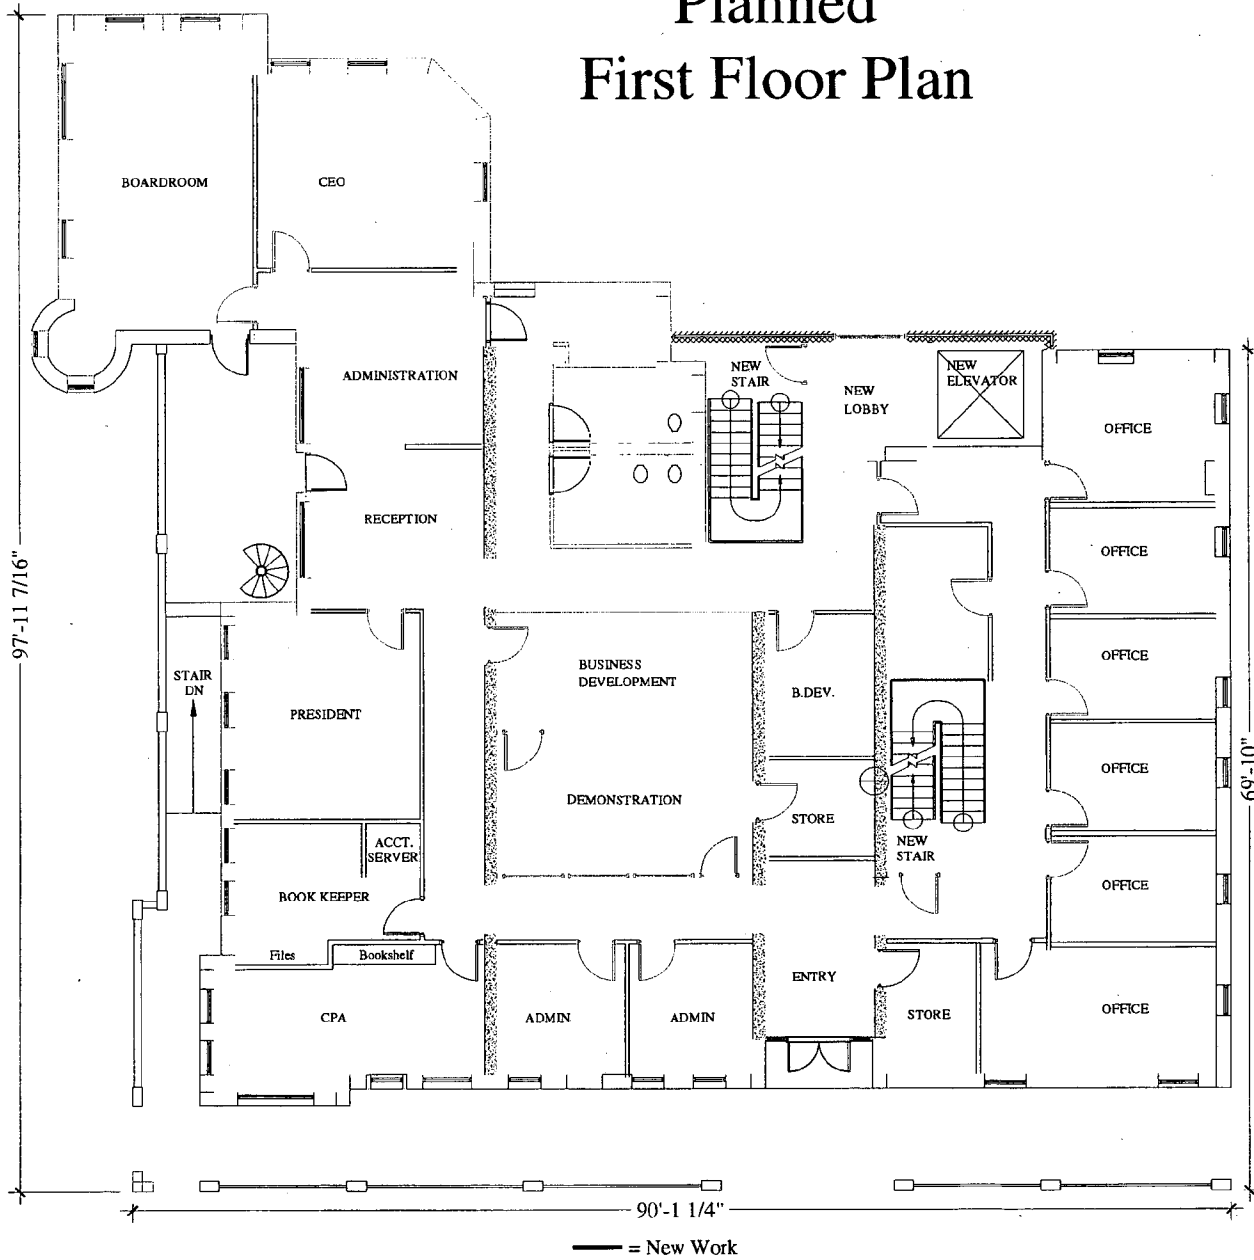 Planned
First Floor Plan
BOARDROOM
CEO
ADMINISTRATION
NEW
STAIR
NEW
LOBBY
NEW
ELEVATOR
OFFICE
RECEPTION
OFFICE
97'-11 7/16"
STAIR
DN
PRESIDENT
BUSINESS
DEVELOPMENT
B.DEV.
OFFICE
DEMONSTRATION
STORE
OFFICE
69'-10"
ACCT.
SERVER
NEW
STAIR
BOOK KEEPER
OFFICE
Files
Bookshelf
CPA
ADMIN
ADMIN
ENTRY
STORE
OFFICE
90'-1 1/4"
= New Work